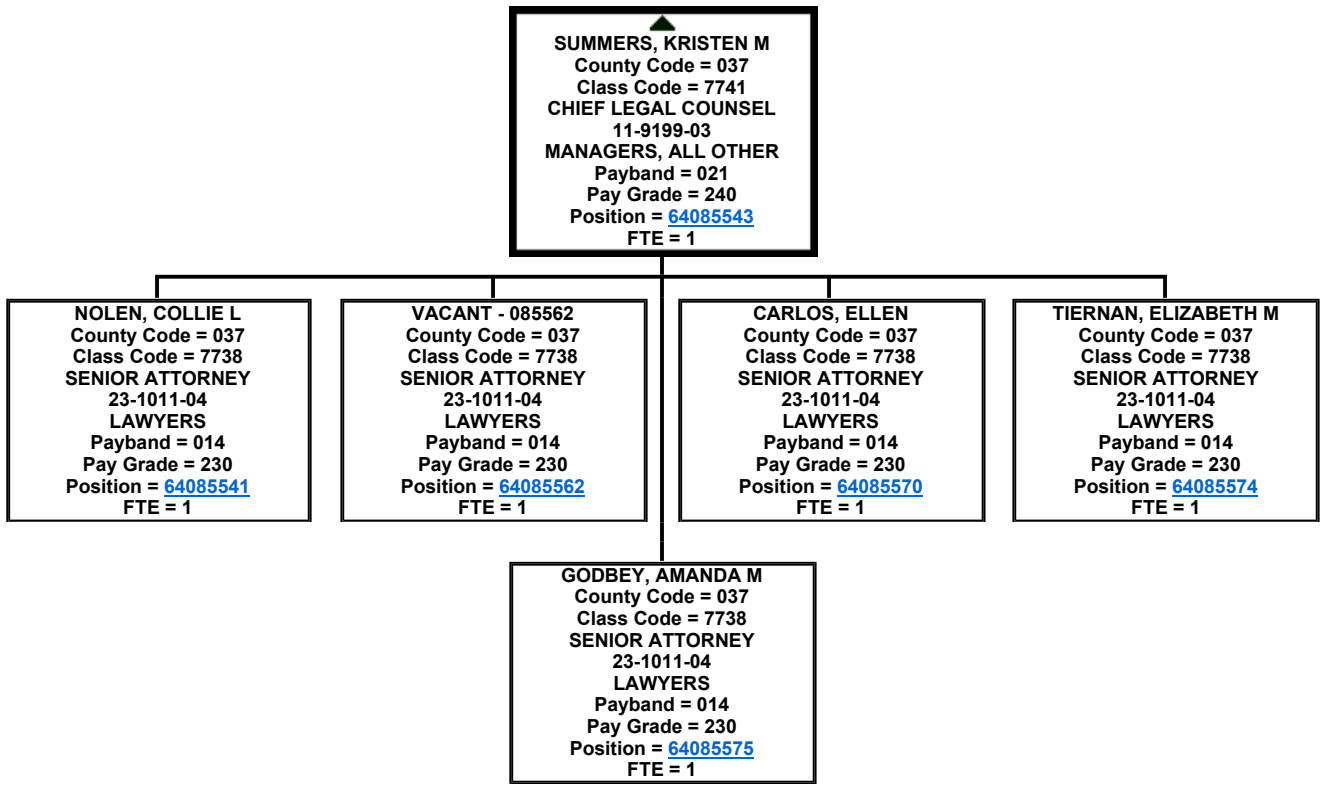 SUMMERS, KRISTEN M
County Code = 037
Class Code = 7741
CHIEF LEGAL COUNSEL
11-9199-03
MANAGERS, ALL OTHER
Payband = 021
Pay Grade = 240
Position = 64085543
FTE = 1
NOLEN, COLLIE L
County Code = 037
Class Code = 7738
SENIOR ATTORNEY
23-1011-04
LAWYERS
Payband = 014
Pay Grade = 230
Position = 64085541
FTE = 1
VACANT - 085562
County Code = 037
Class Code = 7738
SENIOR ATTORNEY
23-1011-04
LAWYERS
Payband = 014
Pay Grade = 230
Position = 64085562
FTE = 1
CARLOS, ELLEN
County Code = 037
Class Code = 7738
SENIOR ATTORNEY
23-1011-04
LAWYERS
Payband = 014
Pay Grade = 230
Position = 64085570
FTE = 1
TIERNAN, ELIZABETH M
County Code = 037
Class Code = 7738
SENIOR ATTORNEY
23-1011-04
LAWYERS
Payband = 014
Pay Grade = 230
Position = 64085574
FTE = 1
GODBEY, AMANDA M
County Code = 037
Class Code = 7738
SENIOR ATTORNEY
23-1011-04
LAWYERS
Payband = 014
Pay Grade = 230
Position = 64085575
FTE = 1